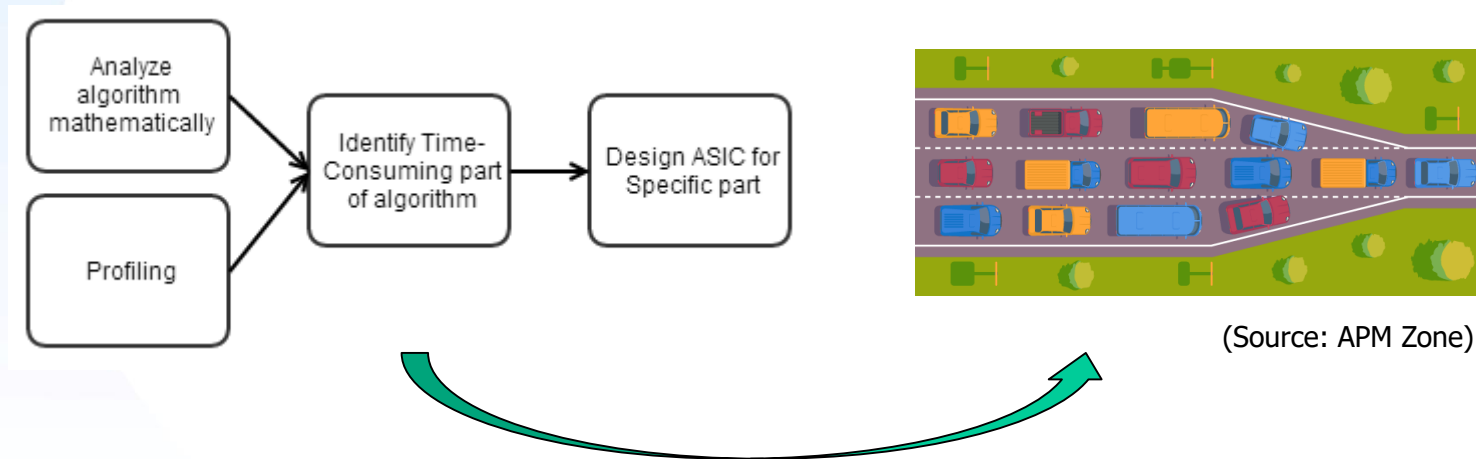 Analyze
algorithm
mathematically
Profiling
Identify Time-
Consuming part
of algorithm
Design ASIC for
Specific part
(Source: APM Zone)